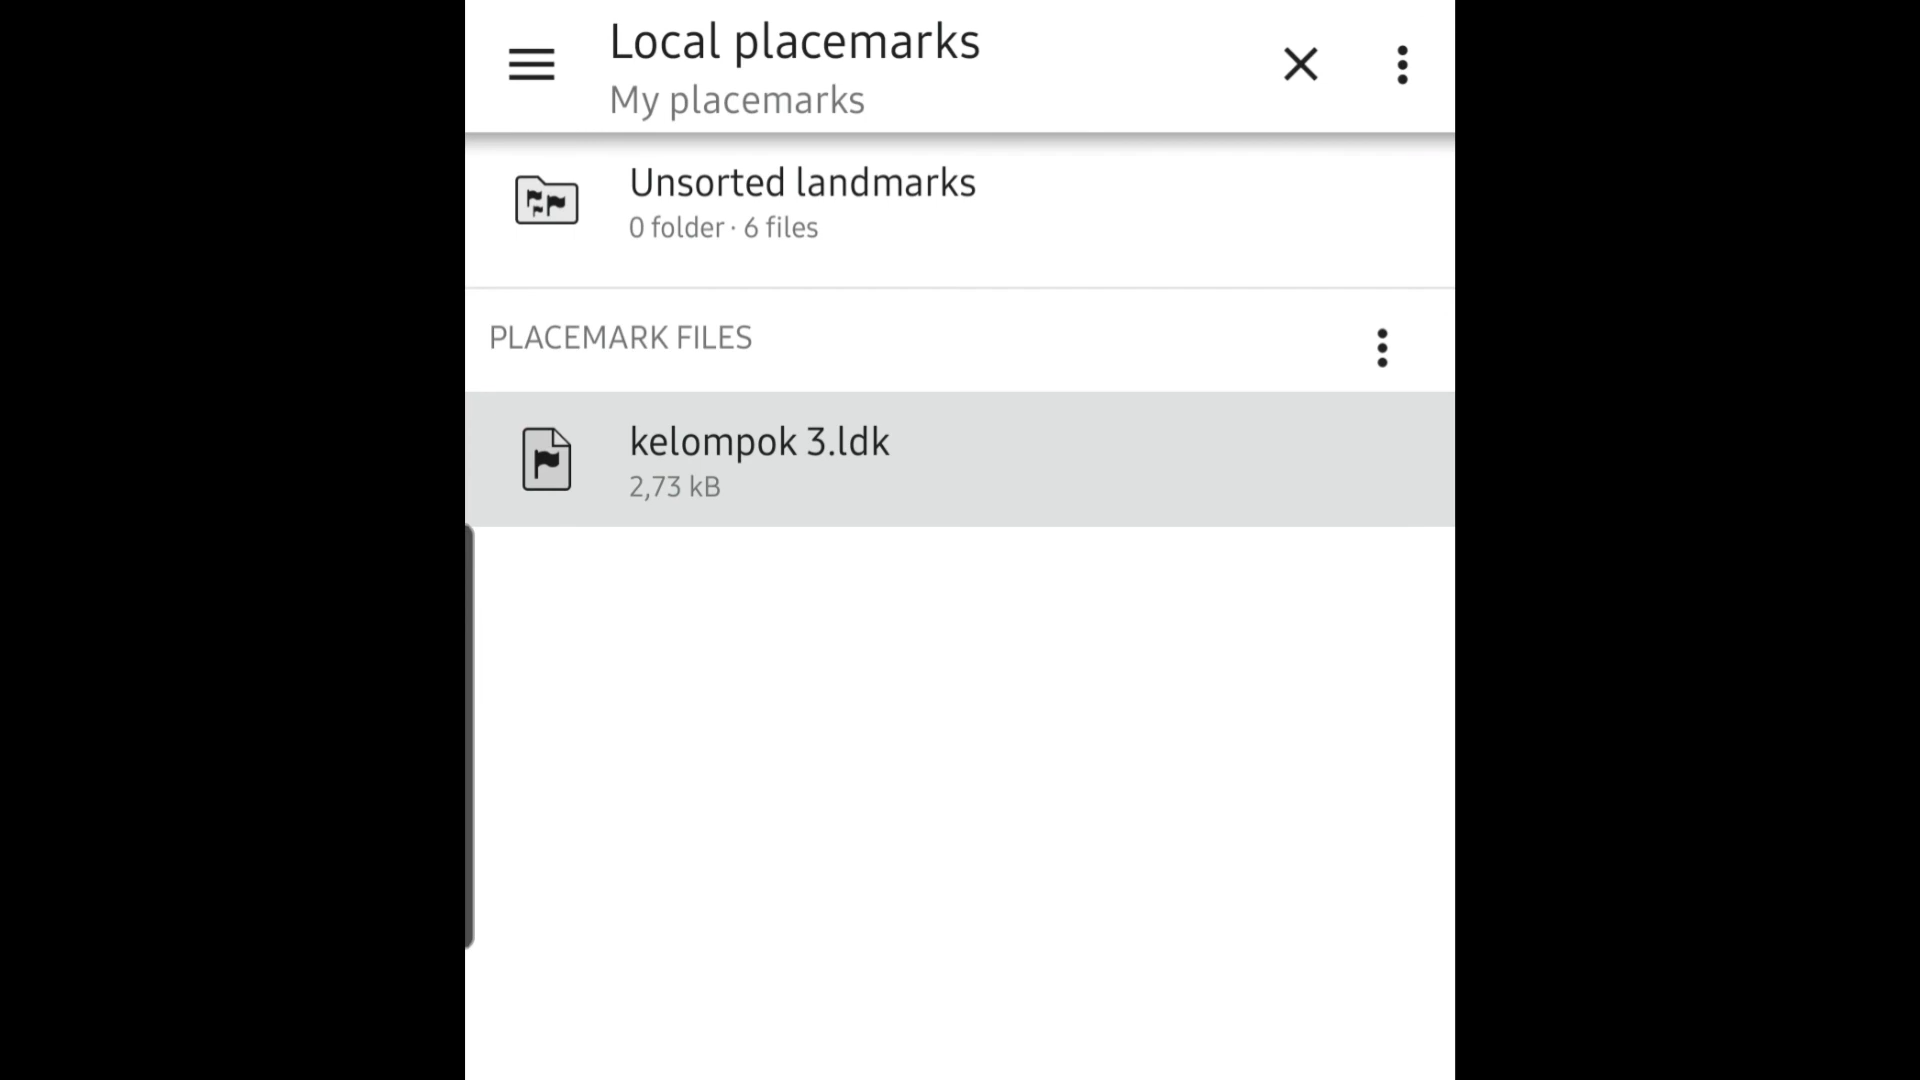 Local placemarks
My placemarks
Unsorted landmarks
0 folder · 6 files
PLACEMARK FILES
kelompok 3.ldk
2,73 kB